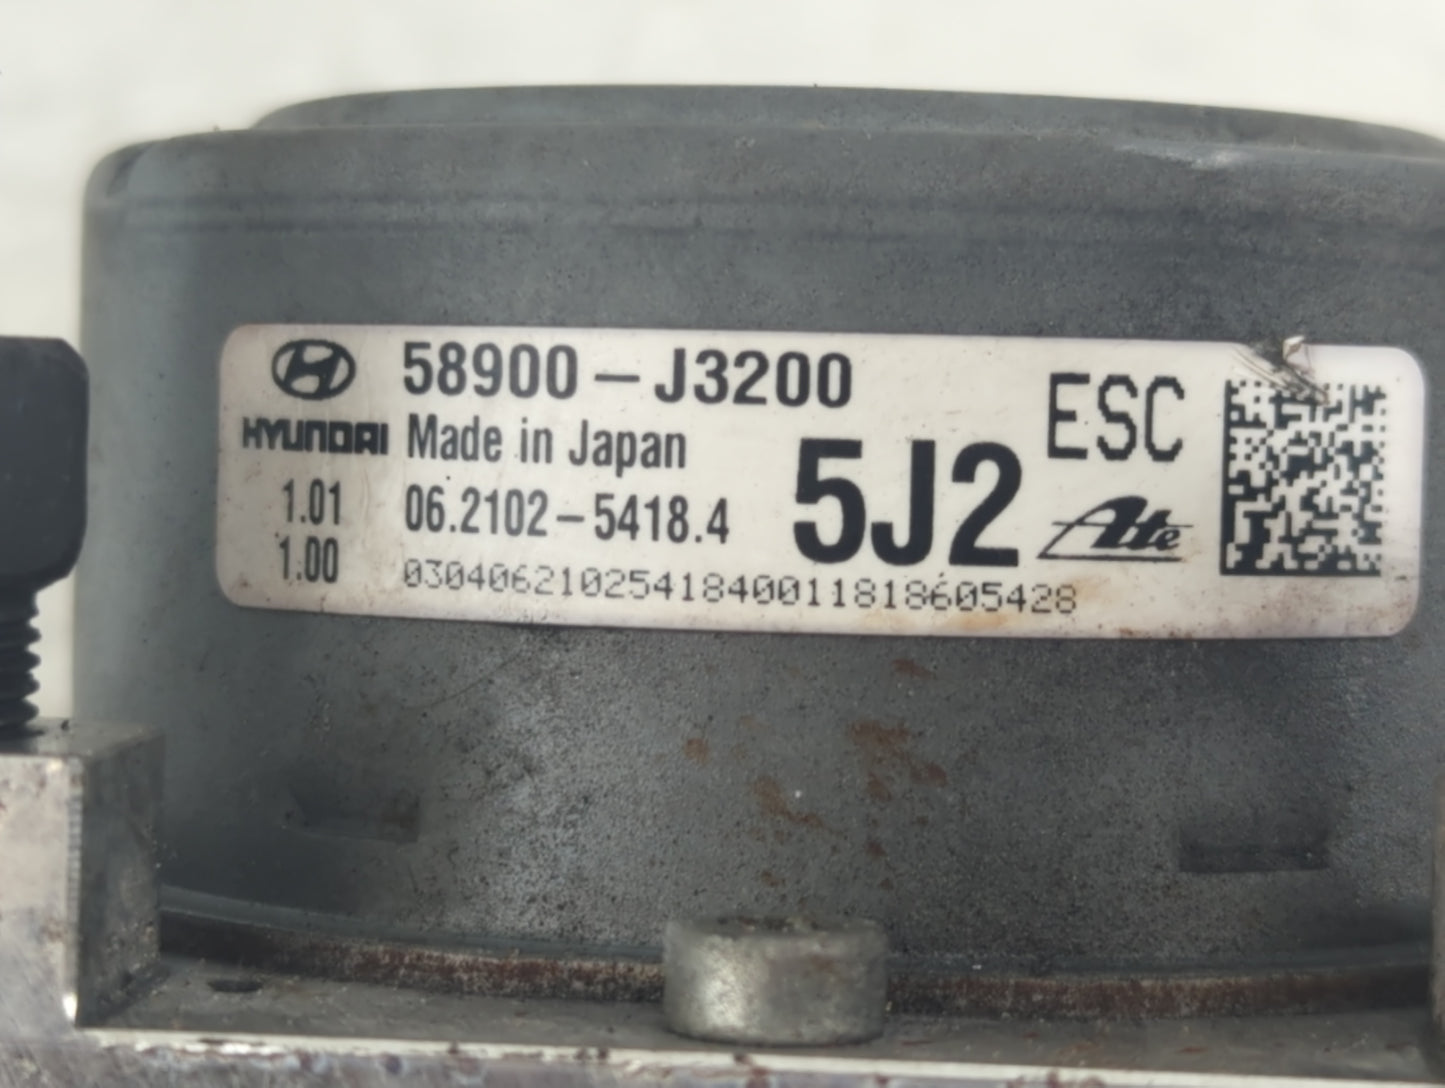 58900-J3200
HYUNDAI Made in Japan
ESC
1.01 06.2102-5418.4 5J2 Ate
1.00 0304062102541840011818605428